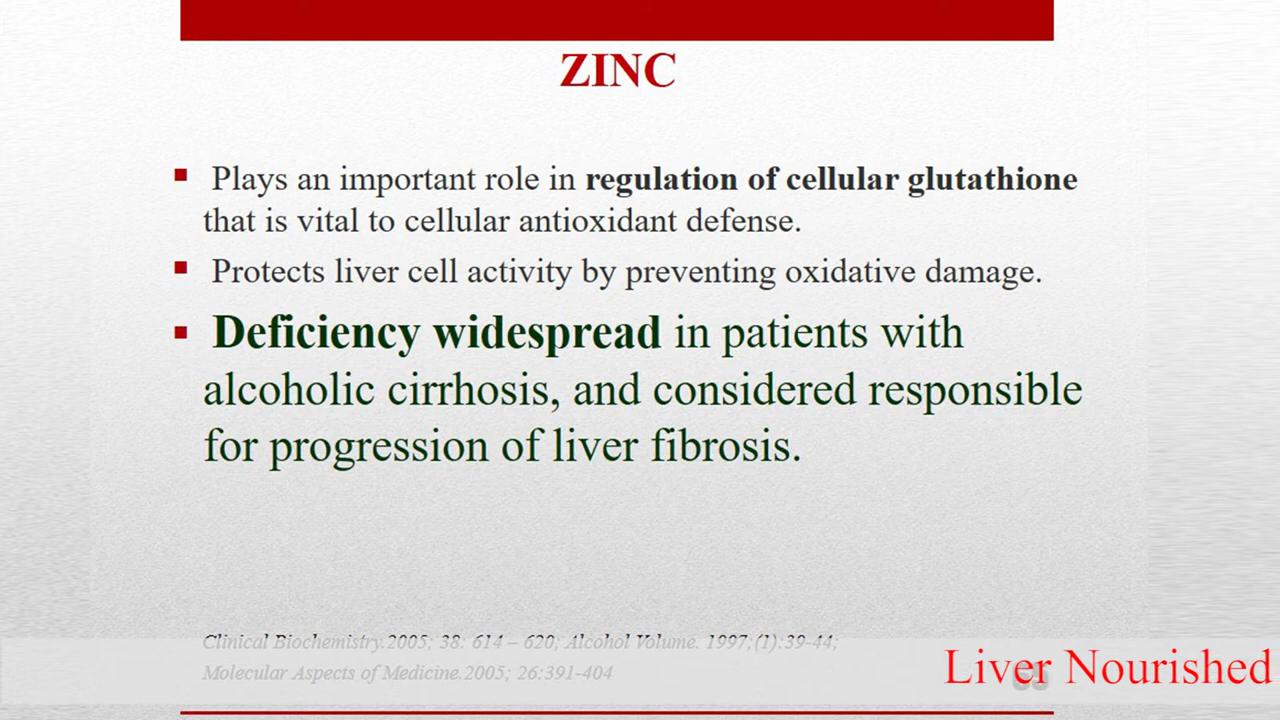 ZINC
Plays an important role in regulation of cellular glutathione
that is vital to cellular antioxidant defense.
Protects liver cell activity by preventing oxidative damage.
Deficiency widespread in patients with
alcoholic cirrhosis, and considered responsible
for progression of liver fibrosis.
Clinical Biochemistry.2005; 38: 614 – 620; Alcohol Volume. 1997;(1):39-44;
Molecular Aspects of Medicine.2005; 26:391-404
Liver Nourished